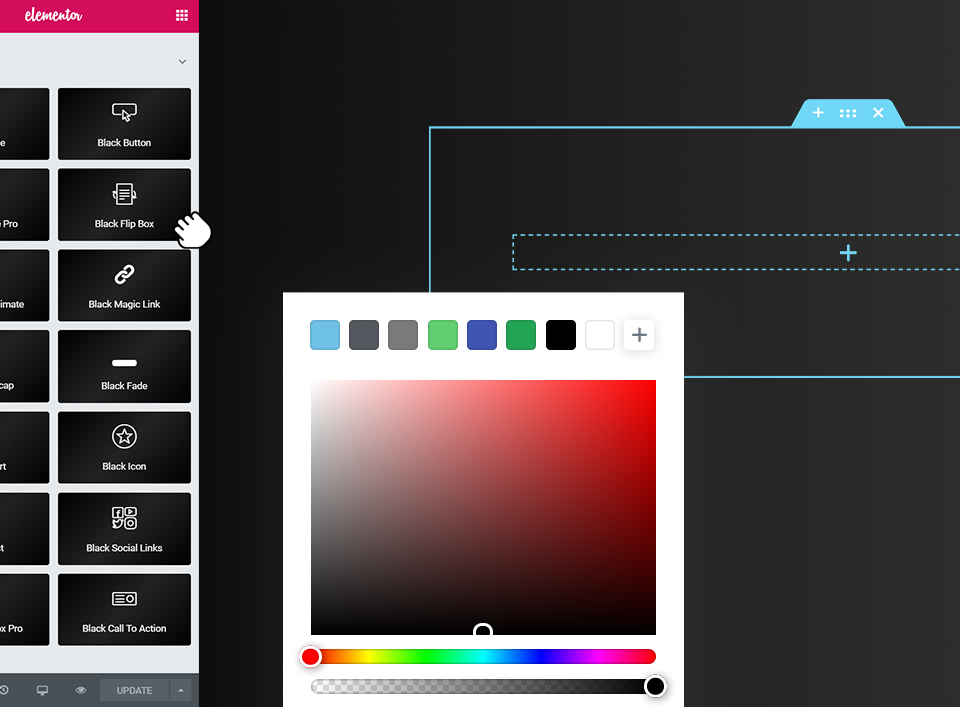 elementor
e
Black Button
Pro
Black Flip Box
imate
Black Magic Link
cap
Black Fade
rt
Black Icon
t
Black Social Links
ox Pro
Black Call To Action
UPDATE